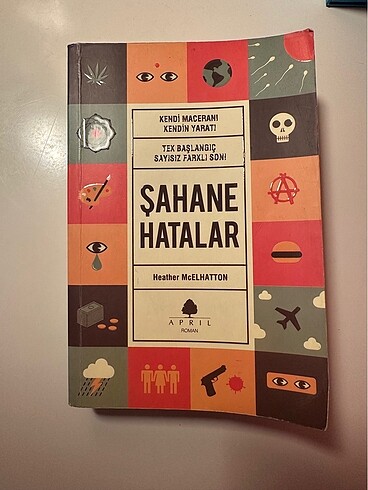 KENDİ MACERANI
KENDİN YARAT!
TEK BAŞLANGIÇ
SAYISIZ FARKLI SON!
ŞAHANE
HATALAR
Heather McELHATTON
APRIL
ROMAN